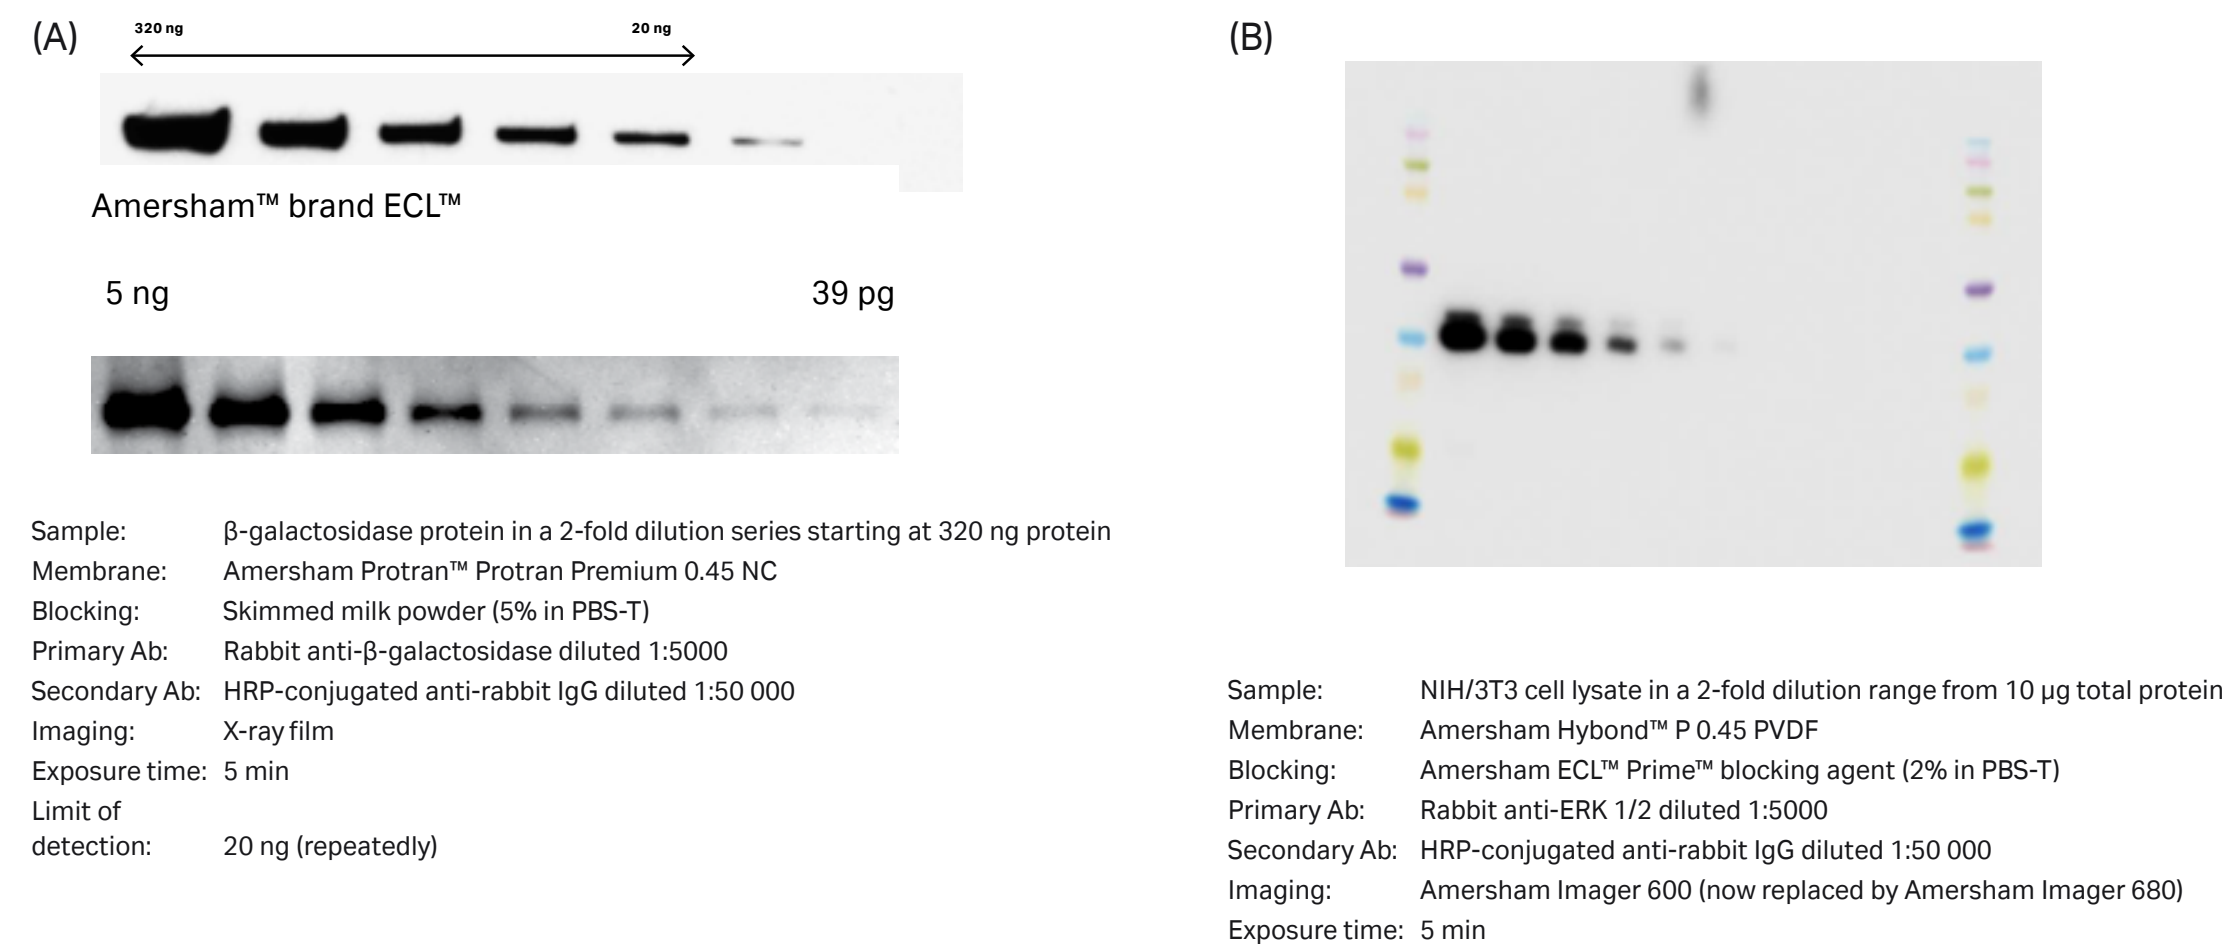 (A)
320 ng
20 ng
Amersham™ brand ECL™
5 ng
39 pg
Sample: β-galactosidase protein in a 2-fold dilution series starting at 320 ng protein
Membrane: Amersham Protran™ Protran Premium 0.45 NC
Blocking: Skimmed milk powder (5% in PBS-T)
Primary Ab: Rabbit anti-β-galactosidase diluted 1:5000
Secondary Ab: HRP-conjugated anti-rabbit IgG diluted 1:50 000
Imaging: X-ray film
Exposure time: 5 min
Limit of
detection: 20 ng (repeatedly)
(B)
Sample: NIH/3T3 cell lysate in a 2-fold dilution range from 10 µg total protein
Membrane: Amersham Hybond™ P 0.45 PVDF
Blocking: Amersham ECL™ Prime™ blocking agent (2% in PBS-T)
Primary Ab: Rabbit anti-ERK 1/2 diluted 1:5000
Secondary Ab: HRP-conjugated anti-rabbit IgG diluted 1:50 000
Imaging: Amersham Imager 600 (now replaced by Amersham Imager 680)
Exposure time: 5 min